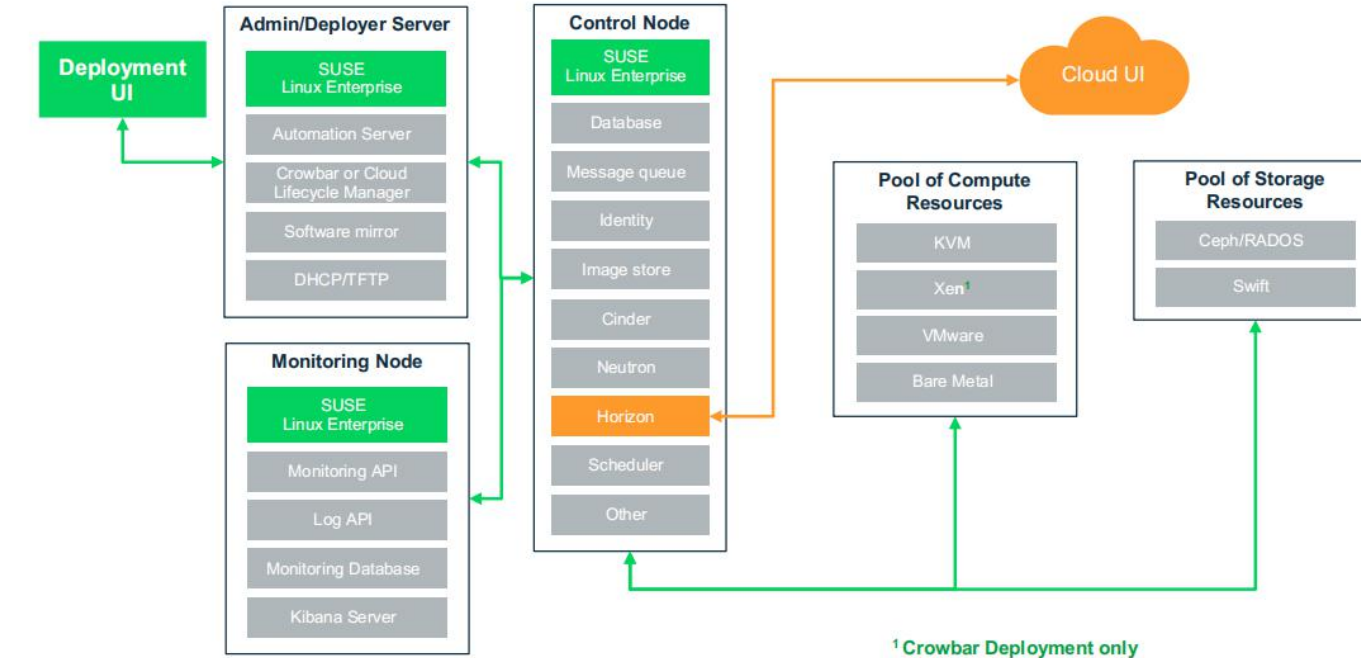 Deployment
UI
Admin/Deployer Server
SUSE
Linux Enterprise
Automation Server
Crowbar or Cloud
Lifecycle Manager
Software mirror
DHCP/TFTP
Monitoring Node
SUSE
Linux Enterprise
Monitoring API
Log API
Monitoring Database
Kibana Server
Control Node
SUSE
Linux Enterprise
Database
Message queue
Identity
Image store
Cinder
Neutron
Horizon
Scheduler
Other
Cloud UI
Pool of Compute
Resources
KVM
Xen¹
VMware
Bare Metal
Pool of Storage
Resources
Ceph/RADOS
Swift
¹ Crowbar Deployment only